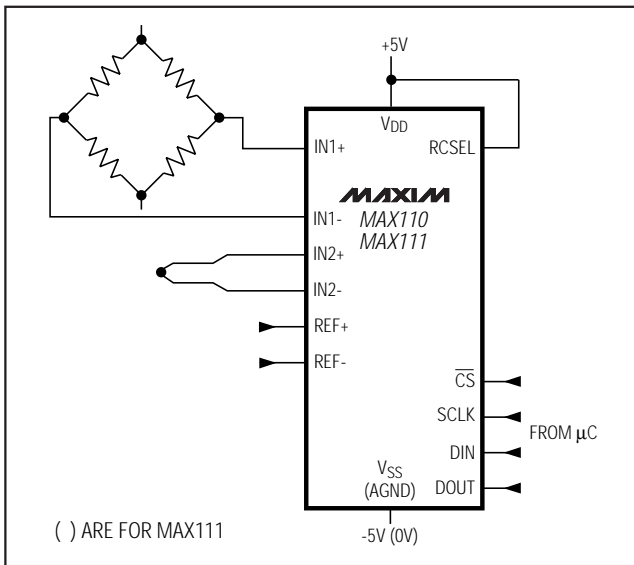 +5V
VDD
RCSEL
IN1+
MAXIM
IN1-
MAX110
MAX111
IN2+
IN2-
REF+
REF-
CS
SCLK
FROM μC
DIN
VSS
(AGND)
DOUT
-5V (0V)
( ) ARE FOR MAX111